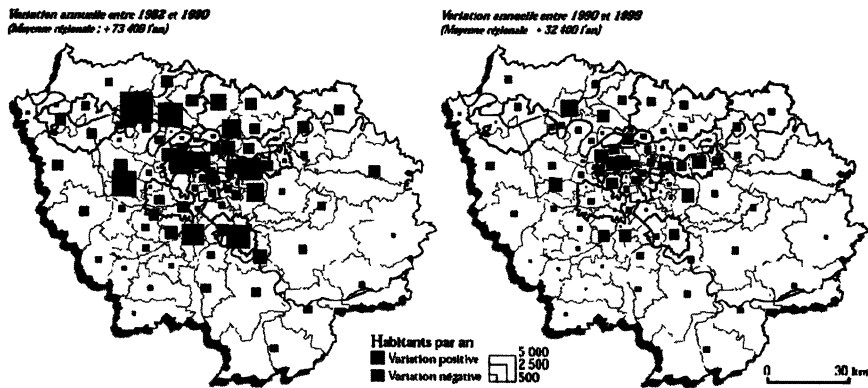 Variation annuelle entre 1982 et 1990
(Moyenne régionale : + 73 400 /an)
Variation annuelle entre 1990 et 1999
(Moyenne régionale + 32 400 /an)
Habitants par an
Variation positive
Variation négative
5 000
2 500
500
0 30 km